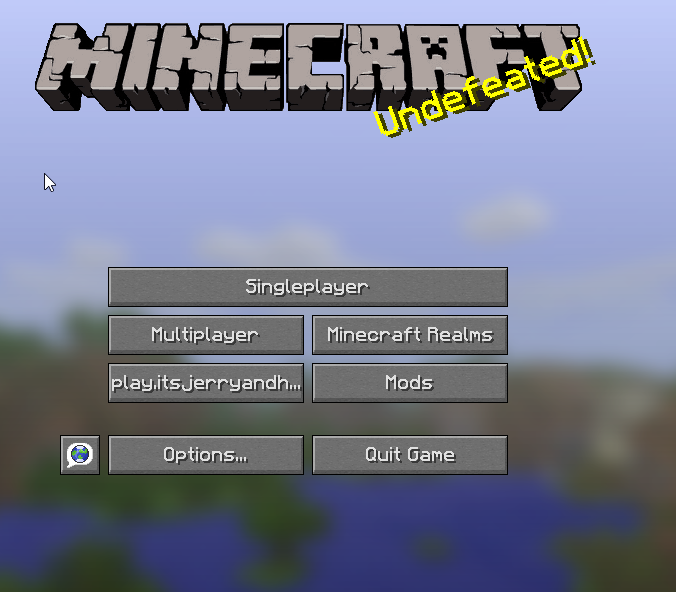 MINECRAFT
Undefeated!
Singleplayer
Multiplayer
Minecraft Realms
play.itsjerryandh...
Mods
Options...
Quit Game